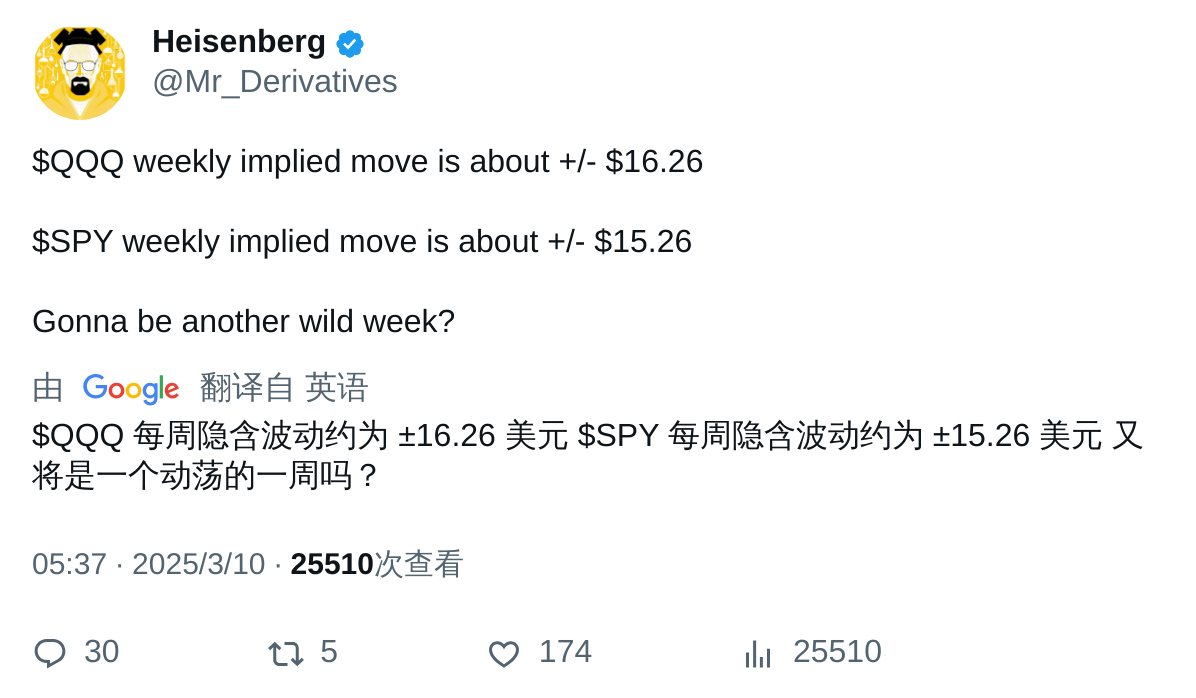 Heisenberg
@Mr_Derivatives
$QQQ weekly implied move is about +/- $16.26
$SPY weekly implied move is about +/- $15.26
Gonna be another wild week?
由 Google 翻译自 英语
$QQQ 每周隐含波动约为 ±16.26 美元 $SPY 每周隐含波动约为 ±15.26 美元 又
将是一个动荡的一周吗？
05:37 · 2025/3/10 · 25510次查看
30 5 174 25510